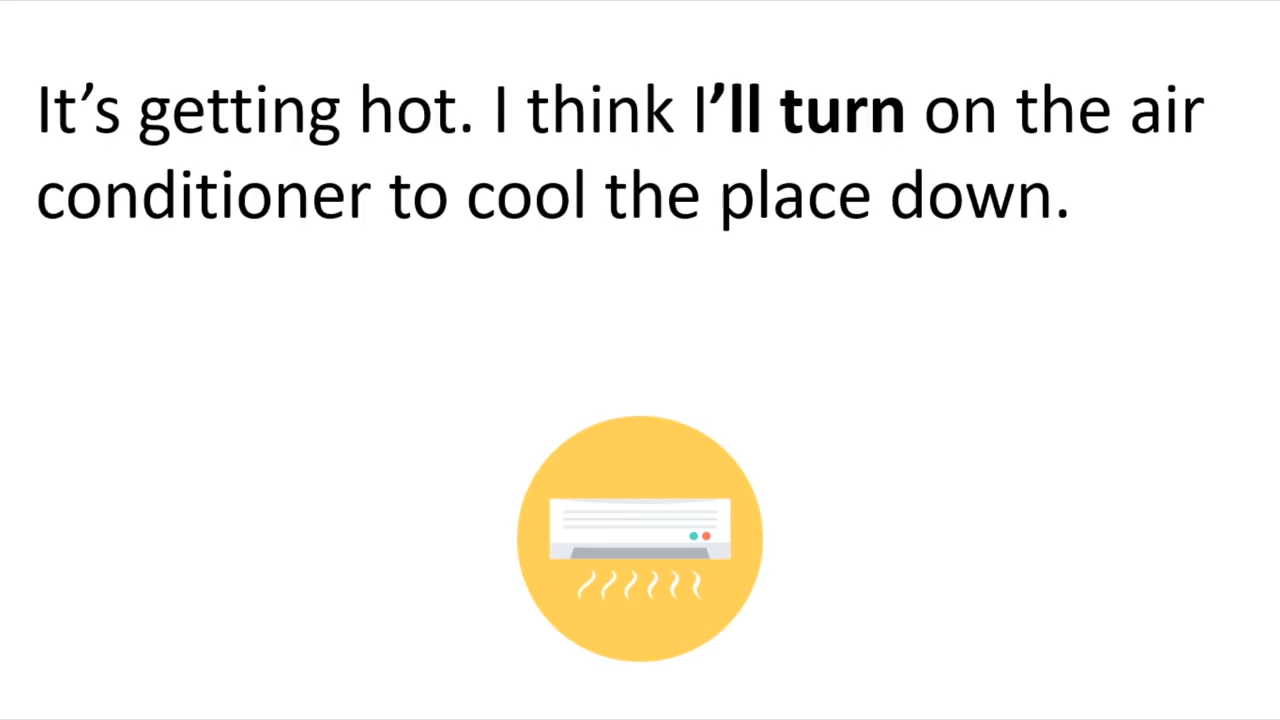 It’s getting hot. I think I’ll turn on the air
conditioner to cool the place down.